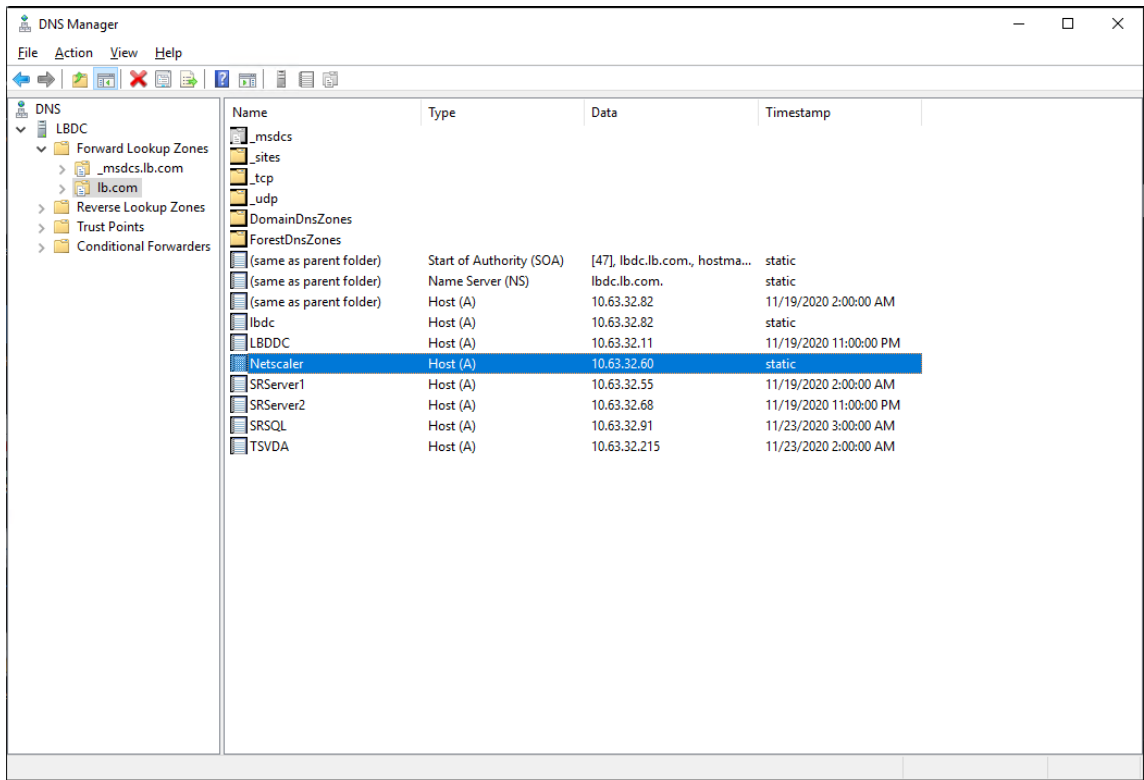 DNS Manager
File Action View Help
DNS
LBDC
Forward Lookup Zones
_msdcs.lb.com
lb.com
Reverse Lookup Zones
Trust Points
Conditional Forwarders
Name Type Data Timestamp
_msdcs
_sites
_tcp
_udp
DomainDnsZones
ForestDnsZones
(same as parent folder) Start of Authority (SOA) [47], lbdc.lb.com., hostma... static
(same as parent folder) Name Server (NS) lbdc.lb.com. static
(same as parent folder) Host (A) 10.63.32.82 11/19/2020 2:00:00 AM
lbdc Host (A) 10.63.32.82 static
LBDDC Host (A) 10.63.32.11 11/19/2020 11:00:00 PM
Netscaler Host (A) 10.63.32.60 static
SRServer1 Host (A) 10.63.32.55 11/19/2020 2:00:00 AM
SRServer2 Host (A) 10.63.32.68 11/19/2020 11:00:00 PM
SRSQL Host (A) 10.63.32.91 11/23/2020 3:00:00 AM
TSVDA Host (A) 10.63.32.215 11/23/2020 2:00:00 AM